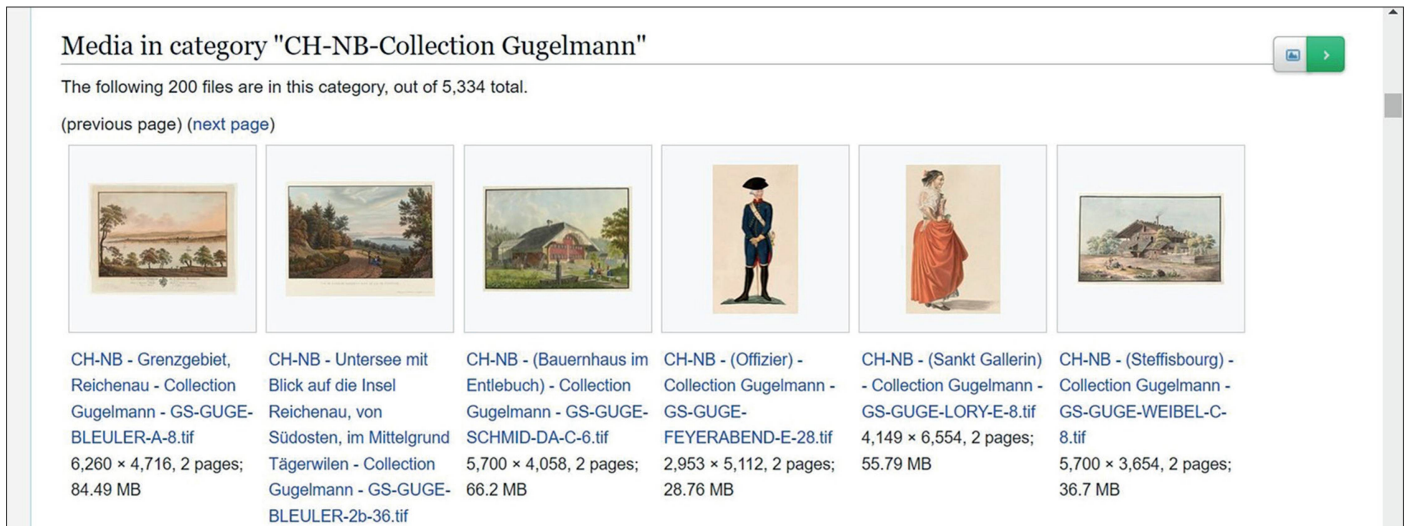 Media in category "CH-NB-Collection Gugelmann"
The following 200 files are in this category, out of 5,334 total.
(previous page) (next page)
CH-NB - Grenzgebiet,
Reichenau - Collection
Gugelmann - GS-GUGE-
BLEULER-A-8.tif
6,260 × 4,716, 2 pages;
84.49 MB
CH-NB - Untersee mit
Blick auf die Insel
Reichenau, von
Südosten, im Mittelgrund
Tägerwilen - Collection
Gugelmann - GS-GUGE-
BLEULER-2b-36.tif
CH-NB - (Bauernhaus im
Entlebuch) - Collection
Gugelmann - GS-GUGE-
SCHMID-DA-C-6.tif
5,700 × 4,058, 2 pages;
66.2 MB
CH-NB - (Offizier) -
Collection Gugelmann -
GS-GUGE-
FEYERABEND-E-28.tif
2,953 × 5,112, 2 pages;
28.76 MB
CH-NB - (Sankt Gallerin)
- Collection Gugelmann -
GS-GUGE-LORY-E-8.tif
4,149 × 6,554, 2 pages;
55.79 MB
CH-NB - (Steffisbourg) -
Collection Gugelmann -
GS-GUGE-WEIBEL-C-
8.tif
5,700 × 3,654, 2 pages;
36.7 MB